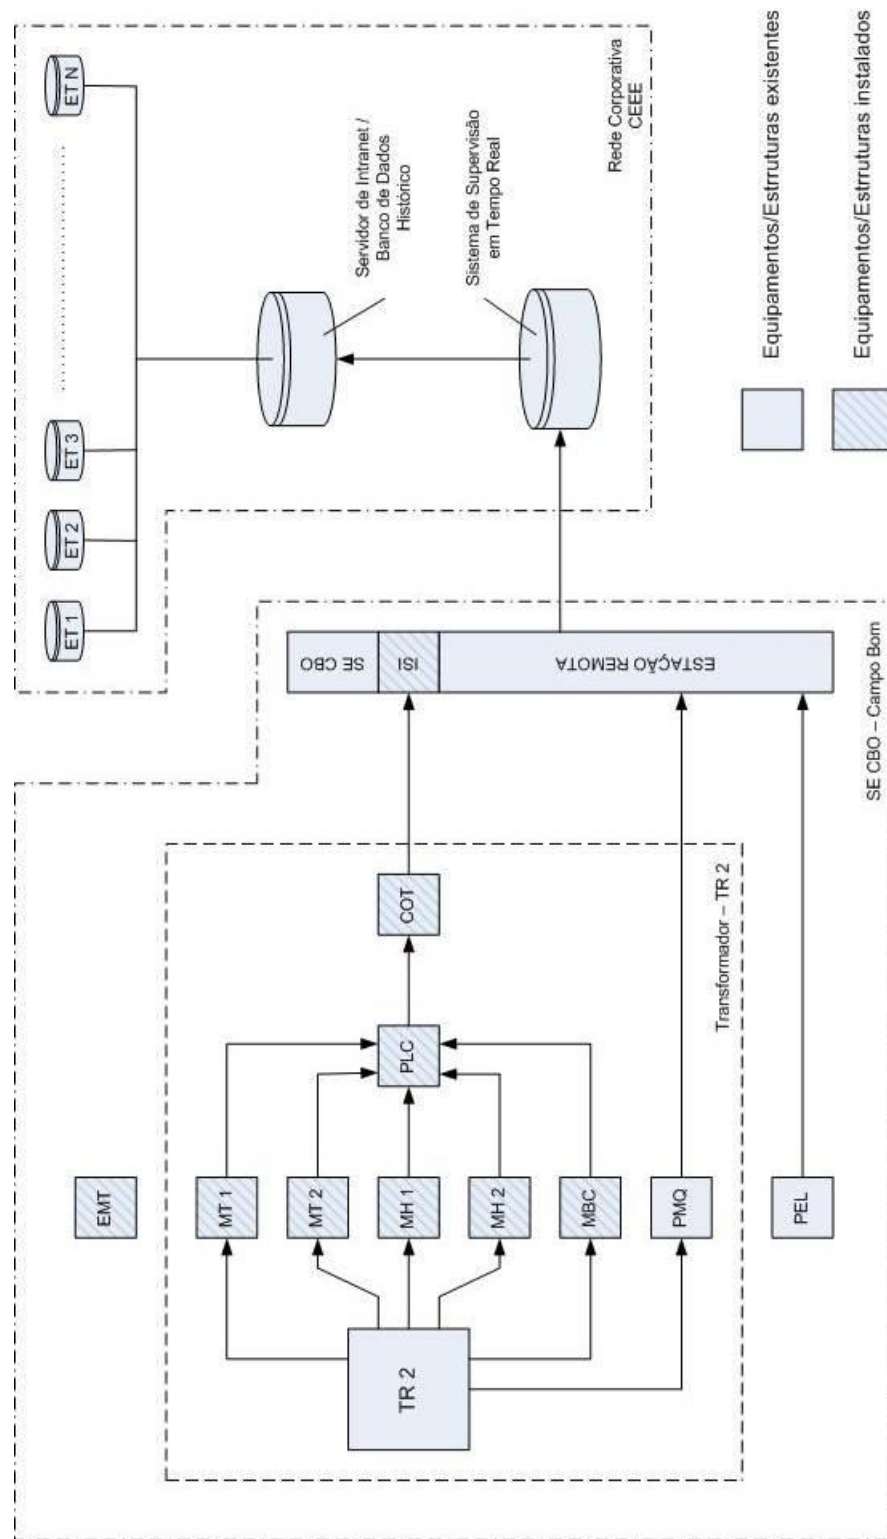 EMT
MT 1
MT 2
MH 1
MH 2
MBC
PMQ
PEL
TR 2
PLC
COT
Transformador – TR 2
SE CBO
ISI
ESTAÇÃO REMOTA
SE CBO – Campo Bom
ET 1
ET 2
ET 3
ET N
Servidor de Intranet /
Banco de Dados
Histórico
Sistema de Supervisão
em Tempo Real
Rede Corporativa
CEEE
Equipamentos/Estrruturas existentes
Equipamentos/Estrruturas instalados